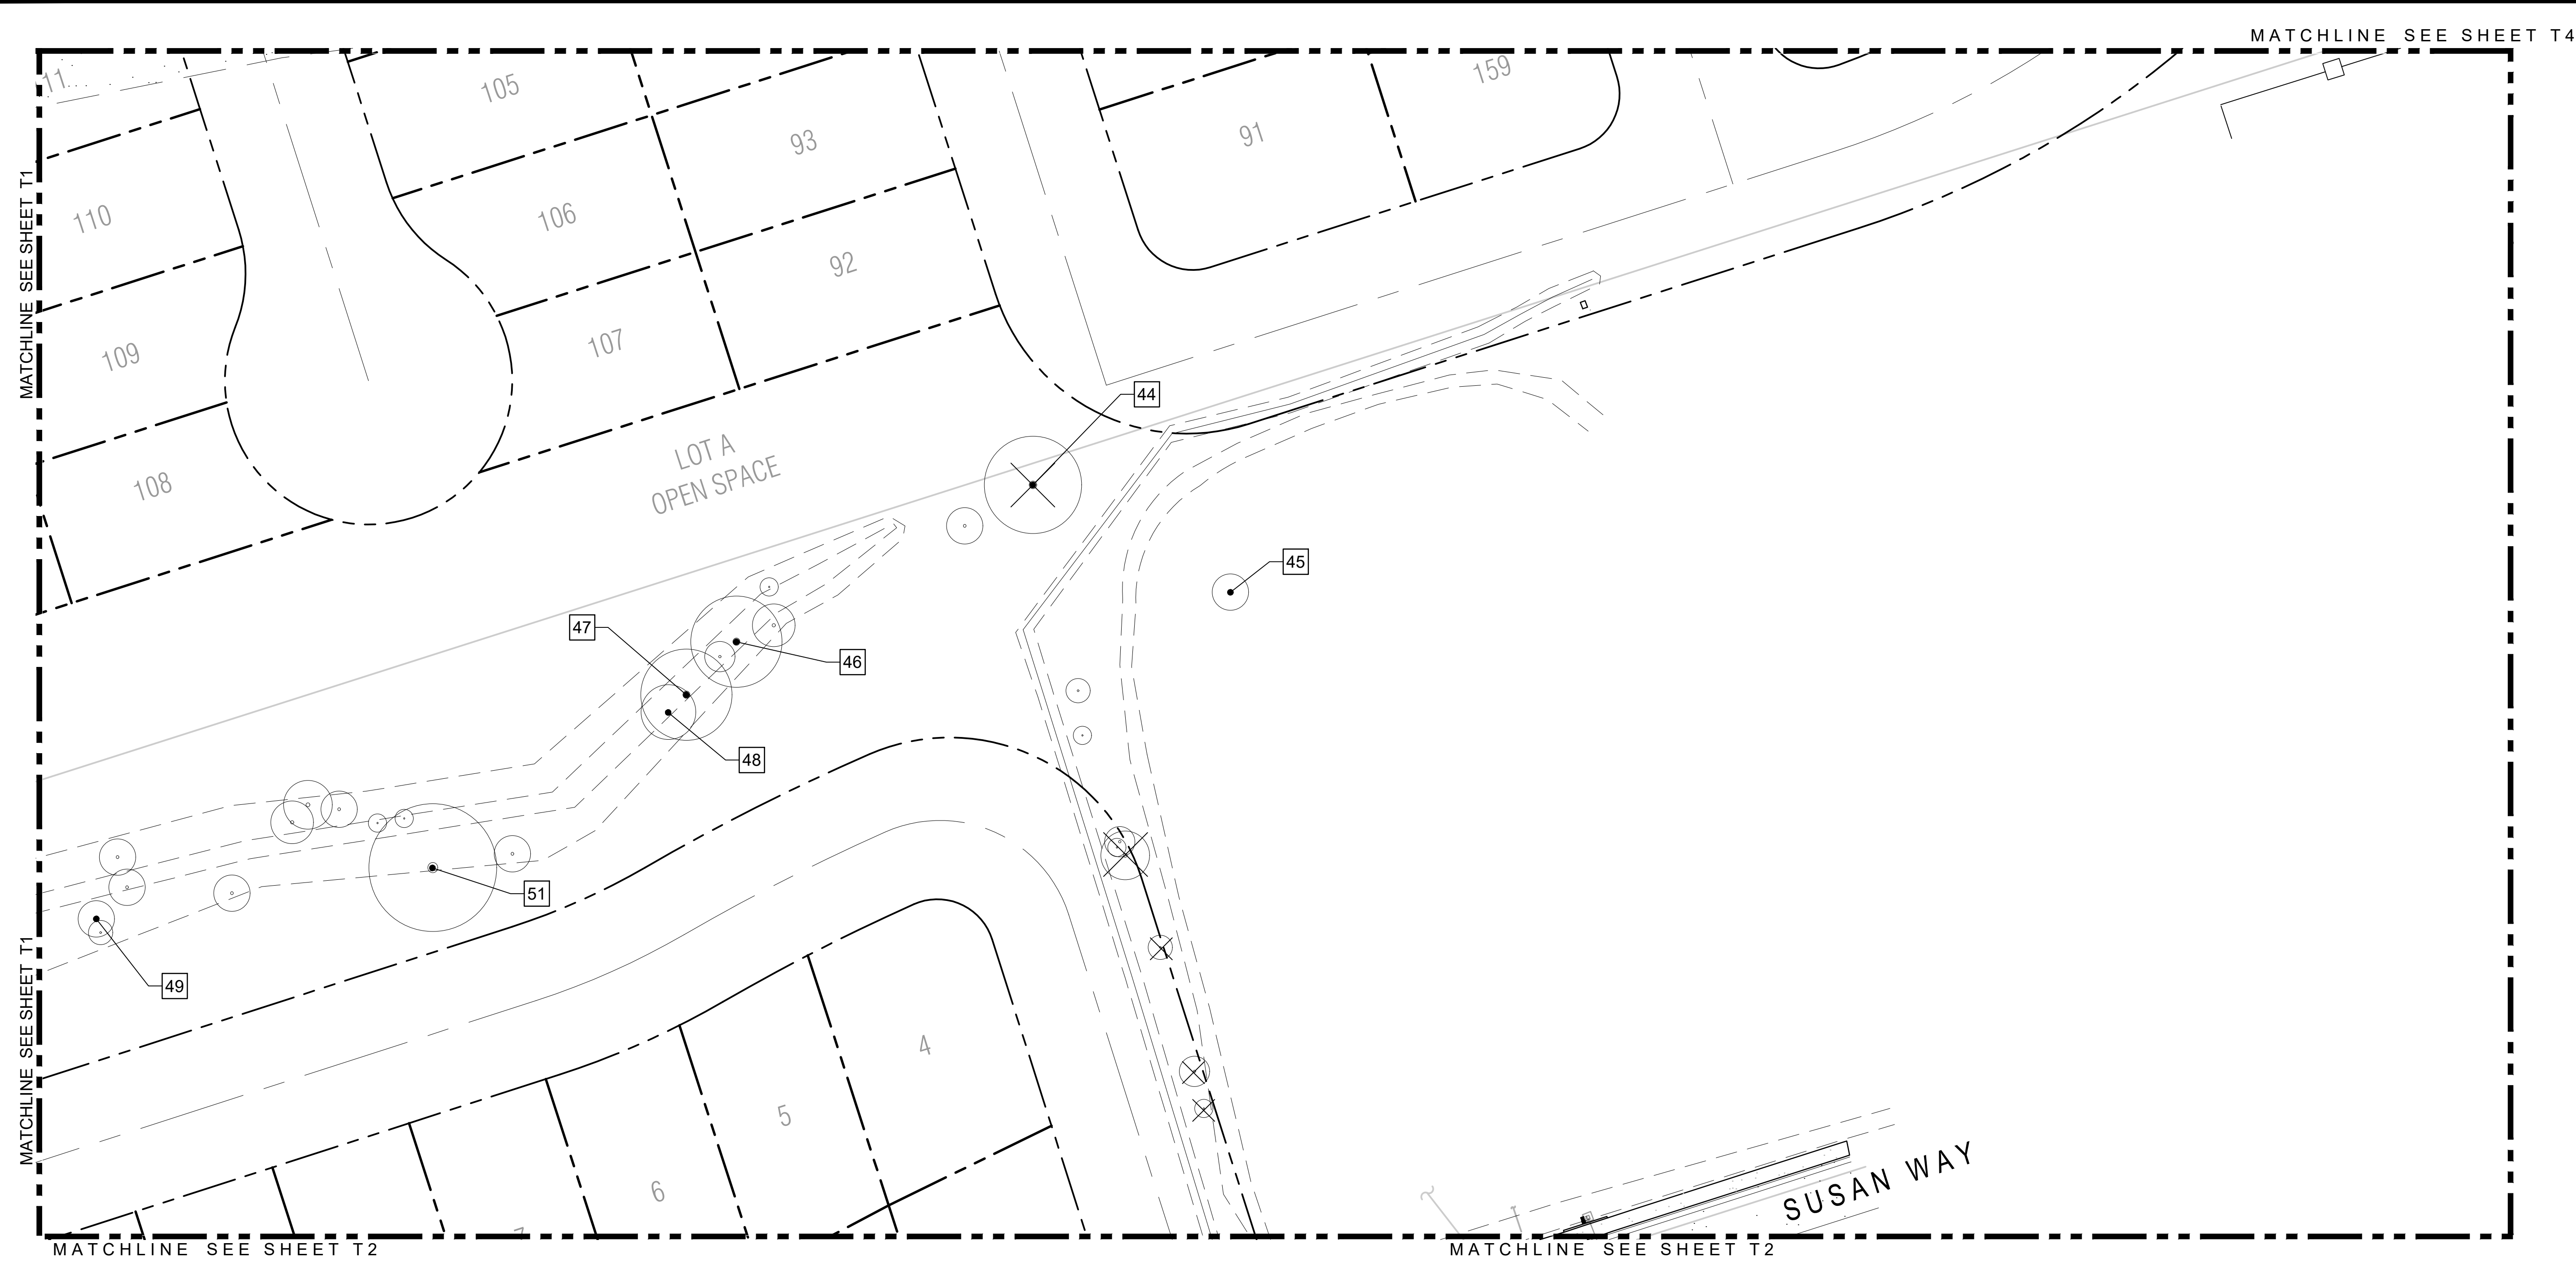 MATCHLINE SEE SHEET T4
MATCHLINE SEE SHEET T1
105
93
91
159
110
106
92
109
107
108
LOT A
OPEN SPACE
44
45
47
46
48
51
49
MATCHLINE SEE SHEET T1
4
5
6
SUSAN WAY
MATCHLINE SEE SHEET T2
MATCHLINE SEE SHEET T2